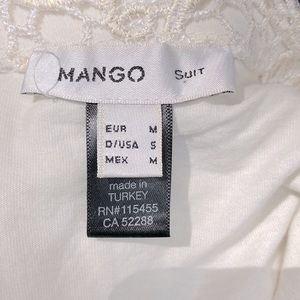 MANGO SUIT
EUR M
D/USA S
MEX M
made in
TURKEY
RN#115455
CA 52288